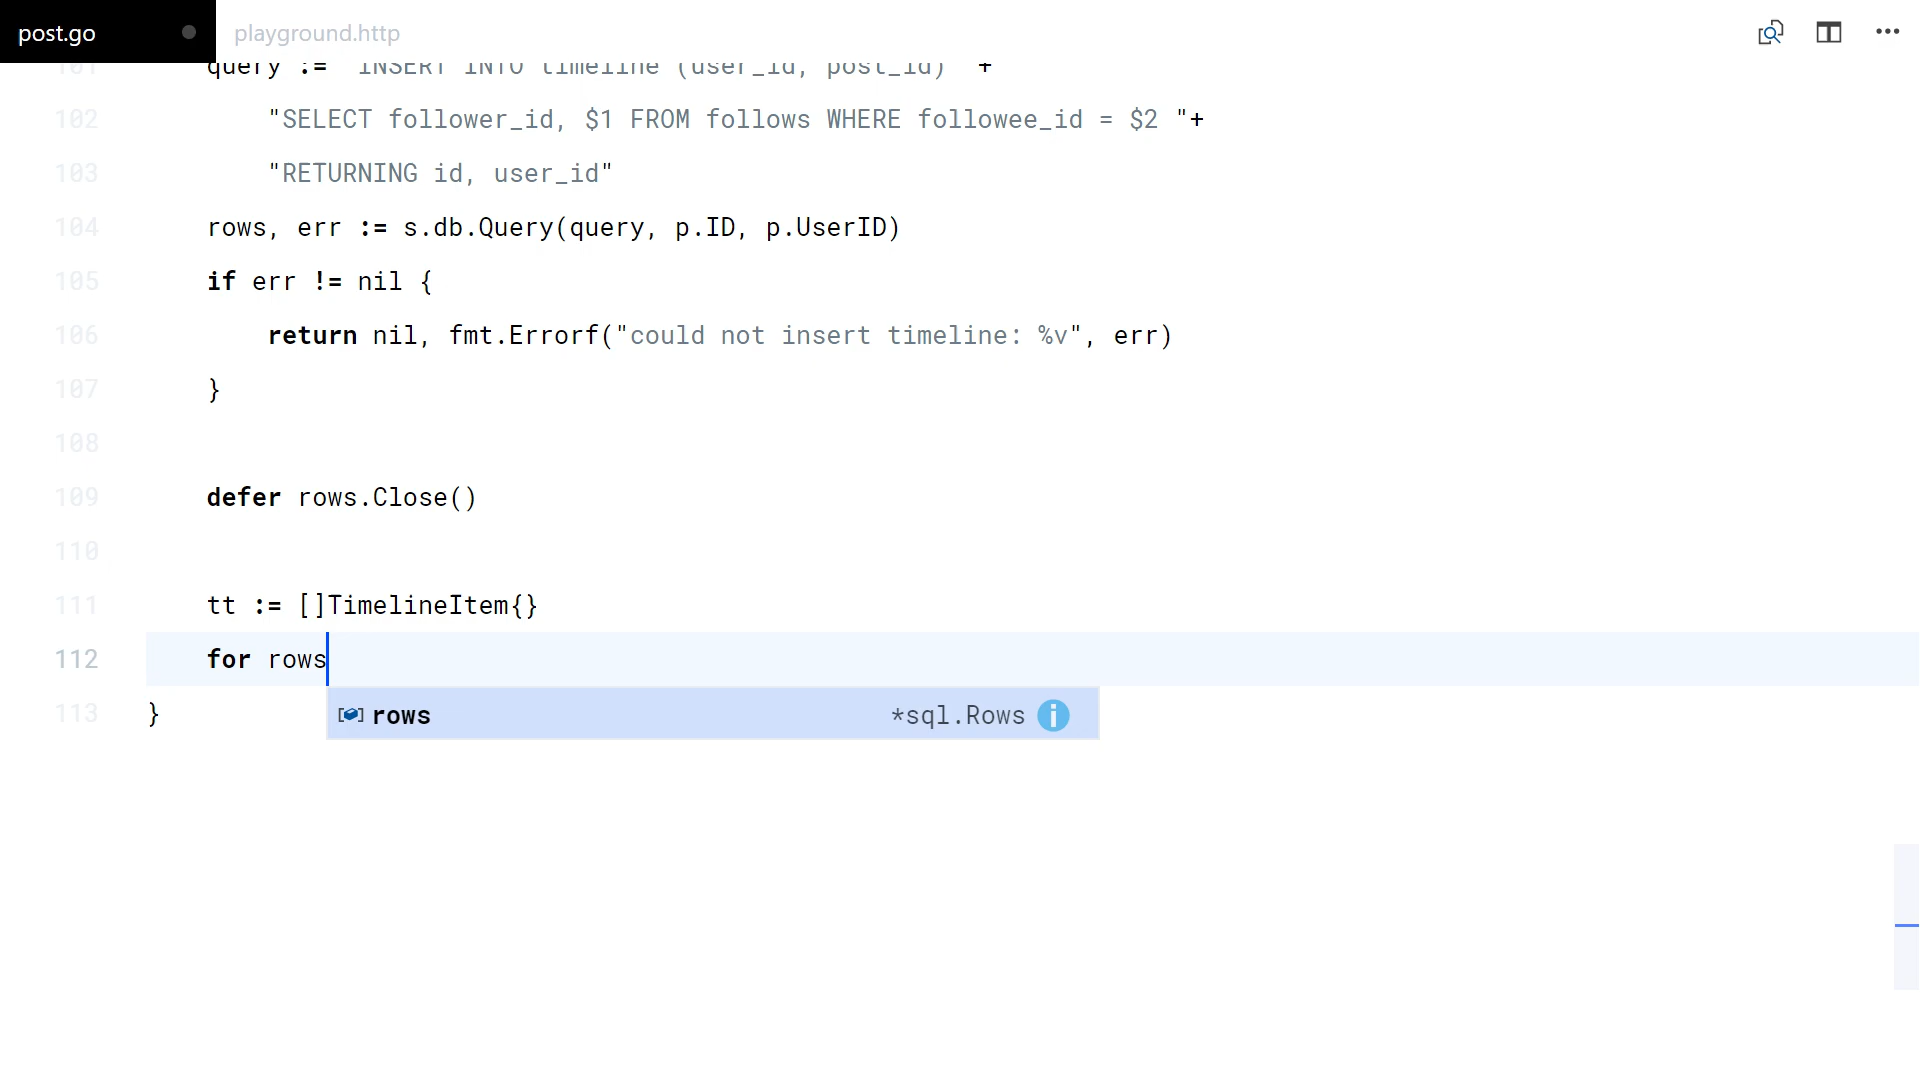 post.go
playground.http
101 query := "INSERT INTO timeline (user_id, post_id) " +
102 "SELECT follower_id, $1 FROM follows WHERE followee_id = $2 "+
103 "RETURNING id, user_id"
104 rows, err := s.db.Query(query, p.ID, p.UserID)
105 if err != nil {
106 return nil, fmt.Errorf("could not insert timeline: %v", err)
107 }
108
109 defer rows.Close()
110
111 tt := []TimelineItem{}
112 for rows
rows *sql.Rows
113 }